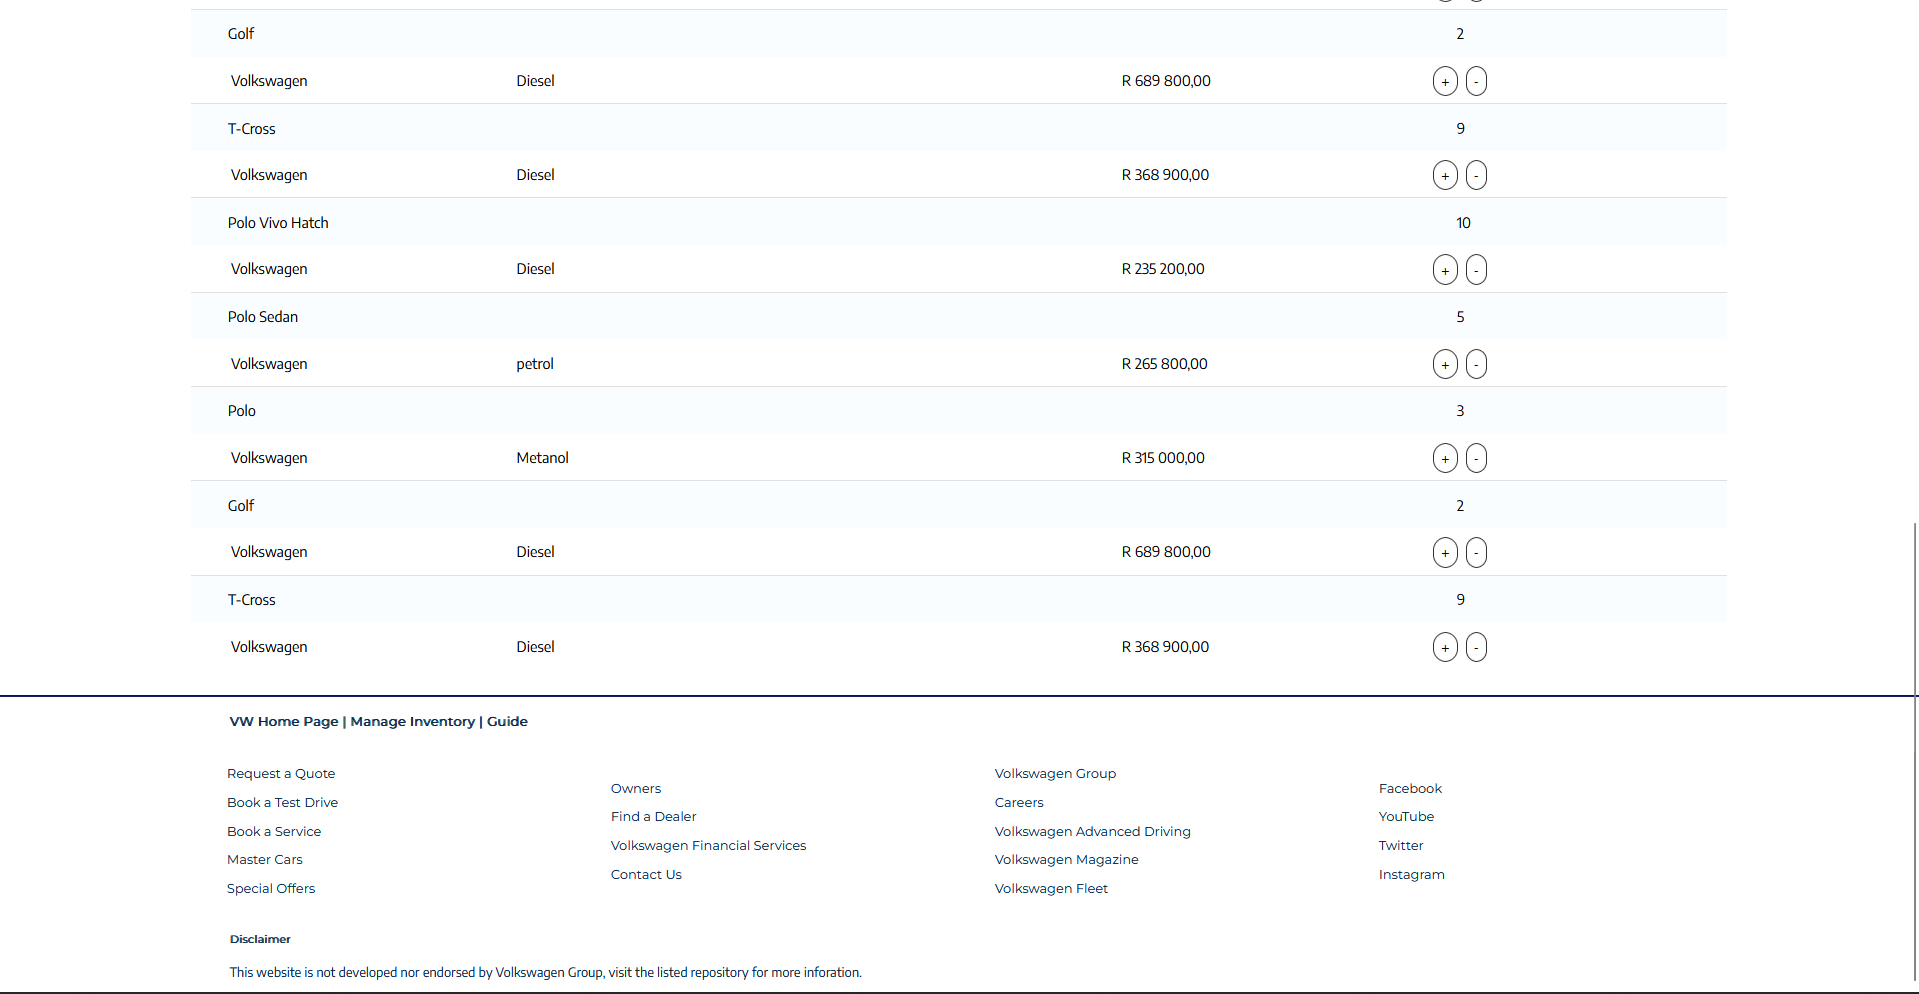 Golf 2
Volkswagen Diesel R 689 800,00 + -
T-Cross 9
Volkswagen Diesel R 368 900,00 + -
Polo Vivo Hatch 10
Volkswagen Diesel R 235 200,00 + -
Polo Sedan 5
Volkswagen petrol R 265 800,00 + -
Polo 3
Volkswagen Metanol R 315 000,00 + -
Golf 2
Volkswagen Diesel R 689 800,00 + -
T-Cross 9
Volkswagen Diesel R 368 900,00 + -
VW Home Page | Manage Inventory | Guide
Request a Quote
Book a Test Drive
Book a Service
Master Cars
Special Offers
Owners
Find a Dealer
Volkswagen Financial Services
Contact Us
Volkswagen Group
Careers
Volkswagen Advanced Driving
Volkswagen Magazine
Volkswagen Fleet
Facebook
YouTube
Twitter
Instagram
Disclaimer
This website is not developed nor endorsed by Volkswagen Group, visit the listed repository for more inforation.